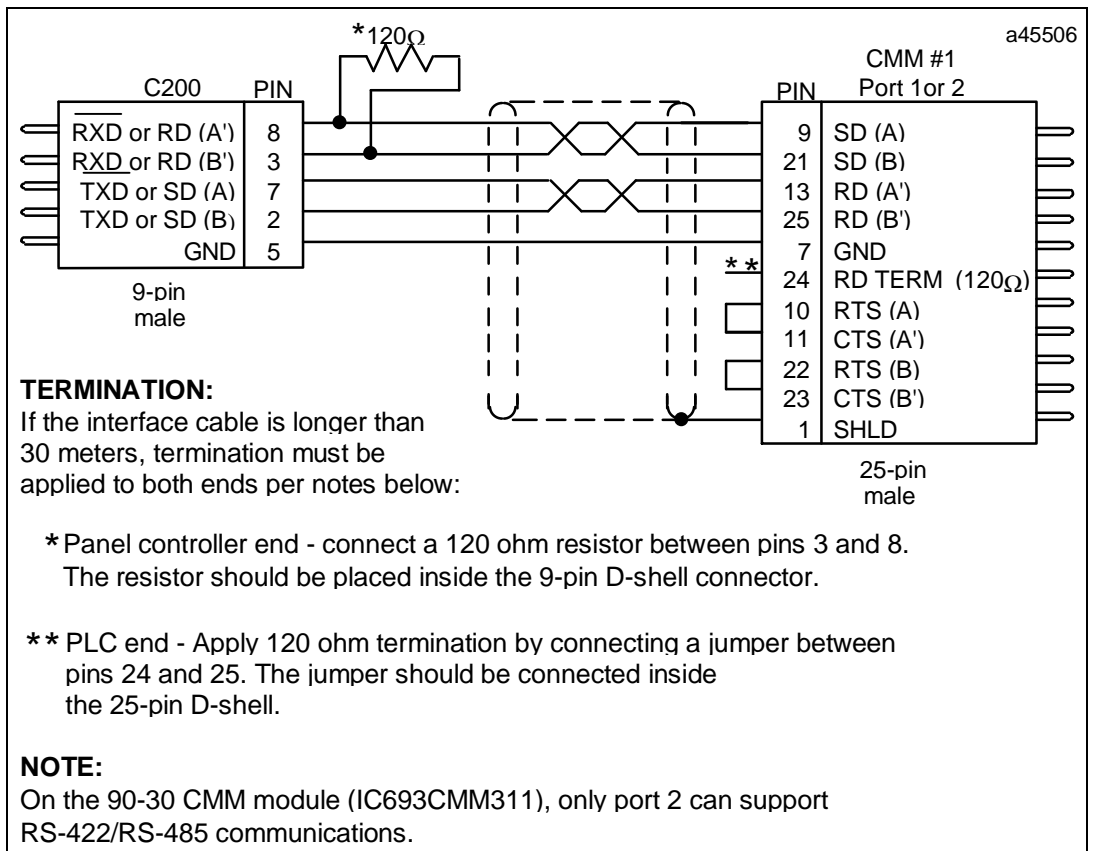 a45506
*120Ω
CMM #1
Port 1or 2
C200 PIN
PIN
RXD or RD (A') 8
RXD or RD (B') 3
TXD or SD (A) 7
TXD or SD (B) 2
GND 5
9-pin
male
9 SD (A)
21 SD (B)
13 RD (A')
25 RD (B')
7 GND
** 24 RD TERM (120Ω)
10 RTS (A)
11 CTS (A')
22 RTS (B)
23 CTS (B')
1 SHLD
25-pin
male
TERMINATION:
If the interface cable is longer than
30 meters, termination must be
applied to both ends per notes below:
* Panel controller end - connect a 120 ohm resistor between pins 3 and 8.
The resistor should be placed inside the 9-pin D-shell connector.
** PLC end - Apply 120 ohm termination by connecting a jumper between
pins 24 and 25. The jumper should be connected inside
the 25-pin D-shell.
NOTE:
On the 90-30 CMM module (IC693CMM311), only port 2 can support
RS-422/RS-485 communications.